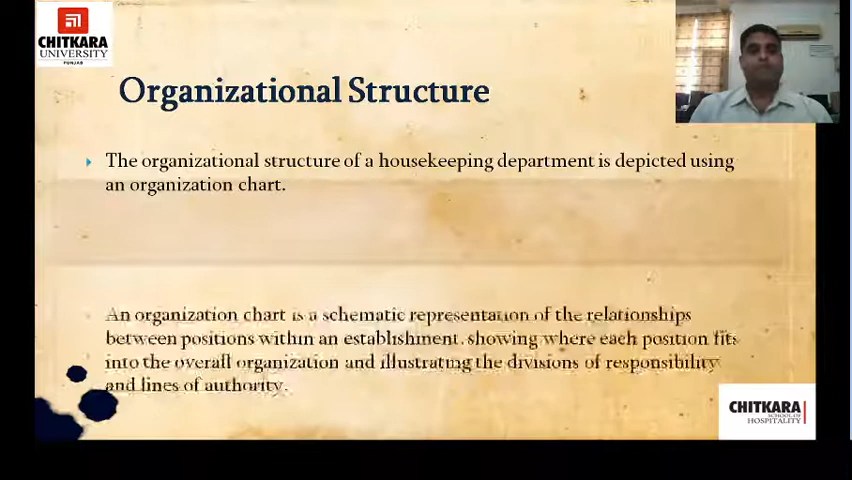 CHITKARA
UNIVERSITY
PUNJAB
Organizational Structure
The organizational structure of a housekeeping department is depicted using
an organization chart.
An organization chart is a schematic representation of the relationships
between positions within an establishment, showing where each position fits
into the overall organization and illustrating the divisions of responsibility
and lines of authority.
CHITKARA
SCHOOL OF
HOSPITALITY